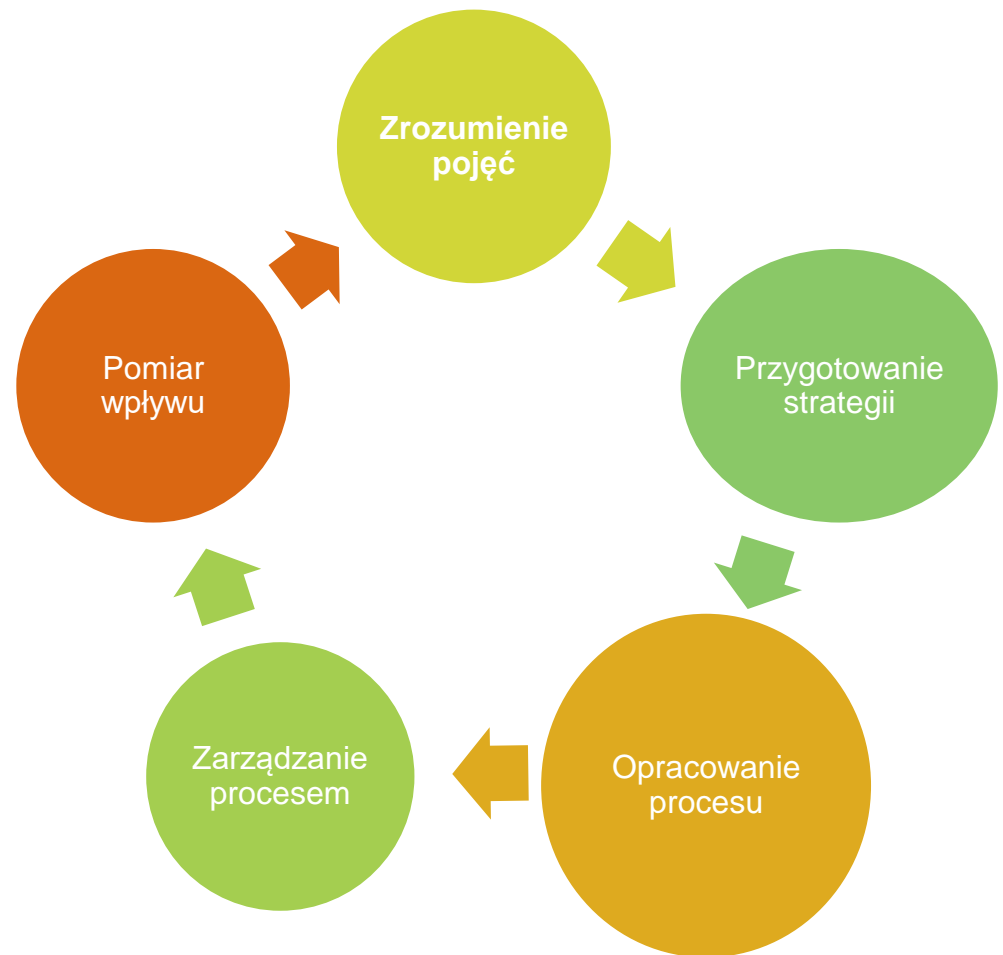 Zrozumienie
pojęć
Przygotowanie
strategii
Opracowanie
procesu
Zarządzanie
procesem
Pomiar
wpływu